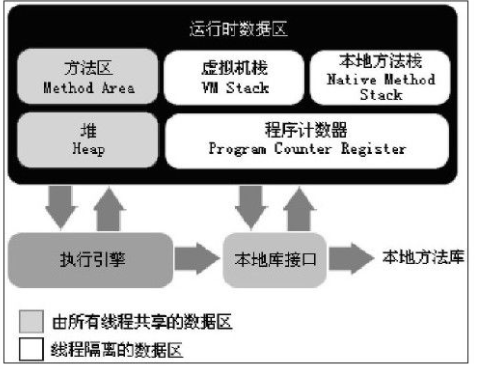 运行时数据区
方法区
Method Area
虚拟机栈
VM Stack
本地方法栈
Native Method
Stack
堆
Heap
程序计数器
Program Counter Register
执行引擎
本地库接口
本地方法库
由所有线程共享的数据区
线程隔离的数据区